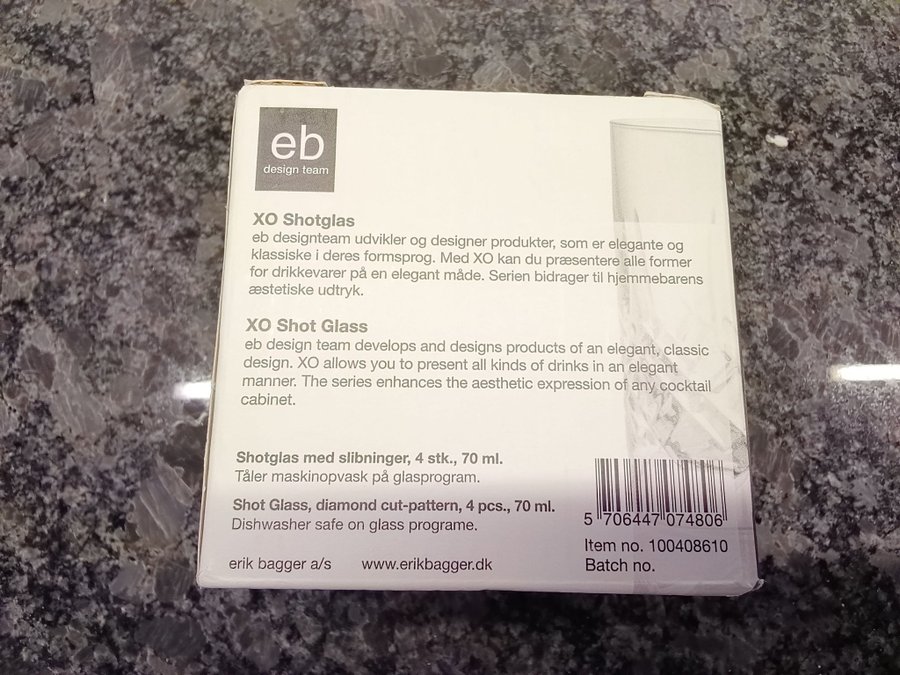 eb
design team
XO Shotglas
eb designteam udvikler og designer produkter, som er elegante og
klassiske i deres formsprog. Med XO kan du præsentere alle former
for drikkevarer på en elegant måde. Serien bidrager til hjemmebarens
æstetiske udtryk.
XO Shot Glass
eb design team develops and designs products of an elegant, classic
design. XO allows you to present all kinds of drinks in an elegant
manner. The series enhances the aesthetic expression of any cocktail
cabinet.
Shotglas med slibninger, 4 stk., 70 ml.
Tåler maskinopvask på glasprogram.
Shot Glass, diamond cut-pattern, 4 pcs., 70 ml.
Dishwasher safe on glass programe.
erik bagger a/s www.erikbagger.dk
5 706447 074806
Item no. 100408610
Batch no.